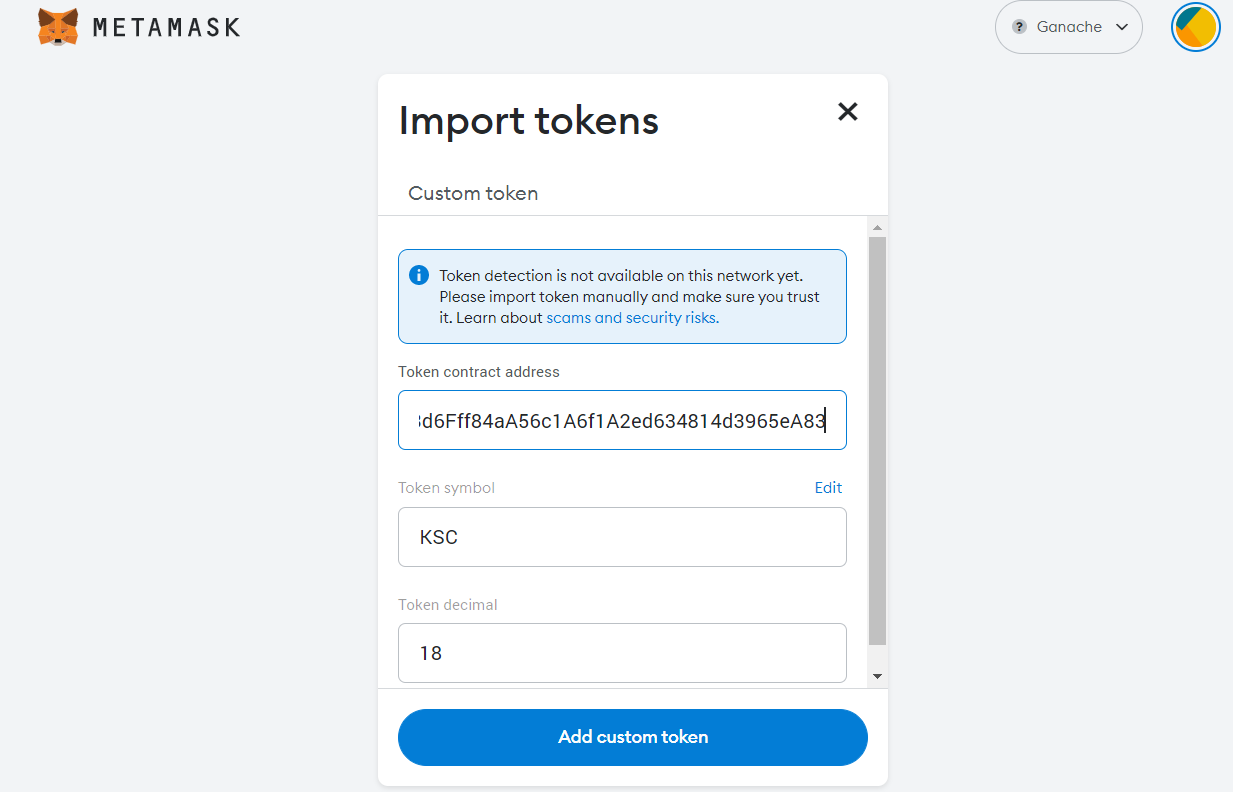 METAMASK
? Ganache
Import tokens
Custom token
Token detection is not available on this network yet.
Please import token manually and make sure you trust
it. Learn about scams and security risks.
Token contract address
d6Fff84aA56c1A6f1A2ed634814d3965eA83
Token symbol
Edit
KSC
Token decimal
18
Add custom token